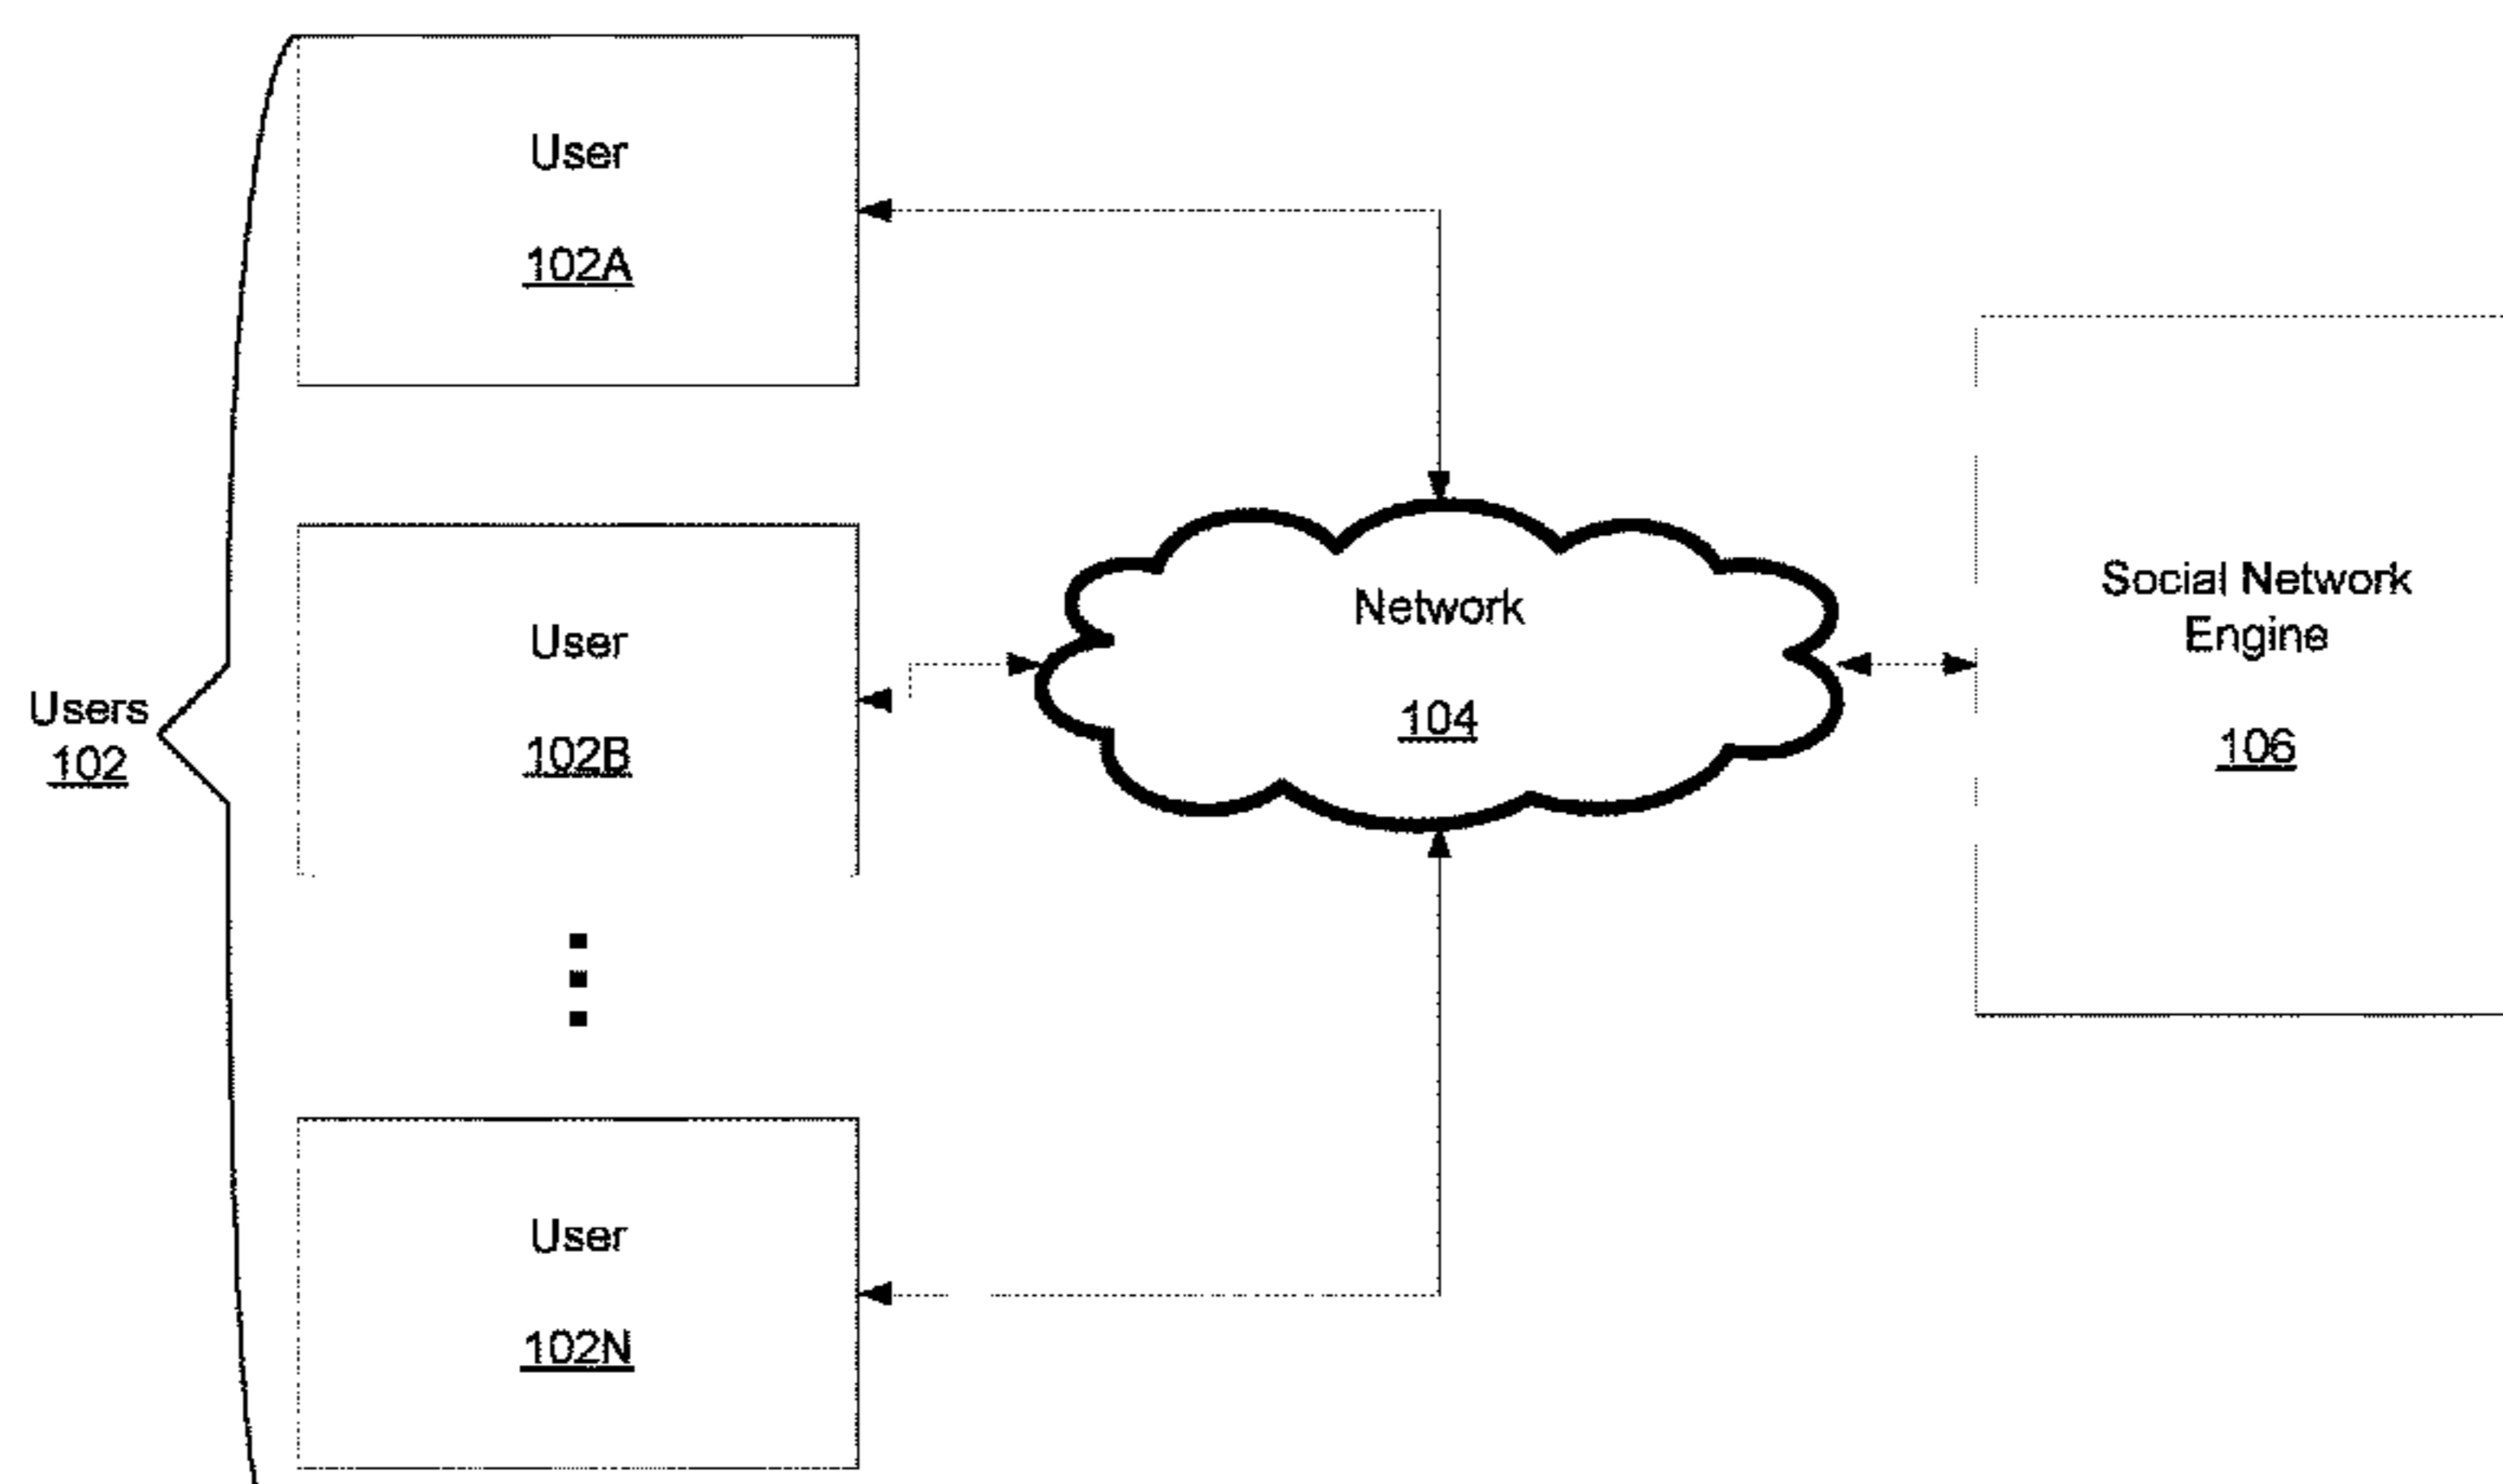 User
102A
User
102B
Users
102
User
102N
Network
104
Social Network
Engine
106